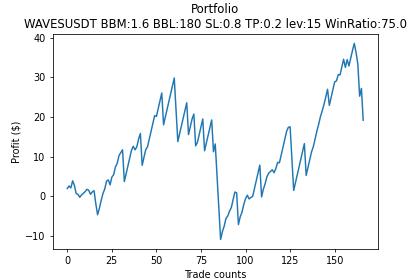 Portfolio
WAVESUSDT BBM:1.6 BBL:180 SL:0.8 TP:0.2 lev:15 WinRatio:75.0
40
30
20
10
0
−10
Profit ($)
0 25 50 75 100 125 150
Trade counts